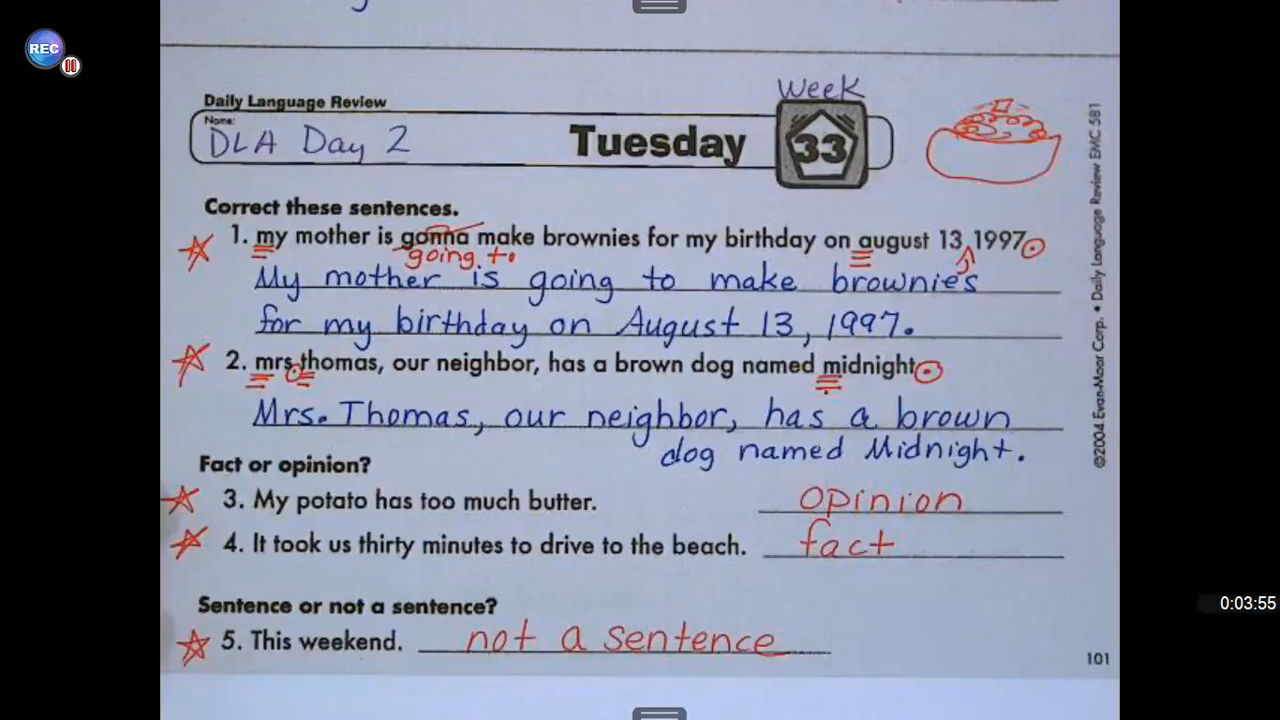 REC
Week
Daily Language Review
Name:
DLA Day 2
Tuesday
33
Correct these sentences.
1. my mother is gonna make brownies for my birthday on august 13 1997
going to
,
.
My mother is going to make brownies
for my birthday on August 13, 1997.
2. mrs thomas, our neighbor, has a brown dog named midnight
.
.
Mrs. Thomas, our neighbor, has a brown
dog named Midnight.
Fact or opinion?
3. My potato has too much butter. opinion
4. It took us thirty minutes to drive to the beach. fact
Sentence or not a sentence?
5. This weekend. not a sentence
101
©2004 Evan-Moor Corp. • Daily Language Review EMC 581
0:03:55